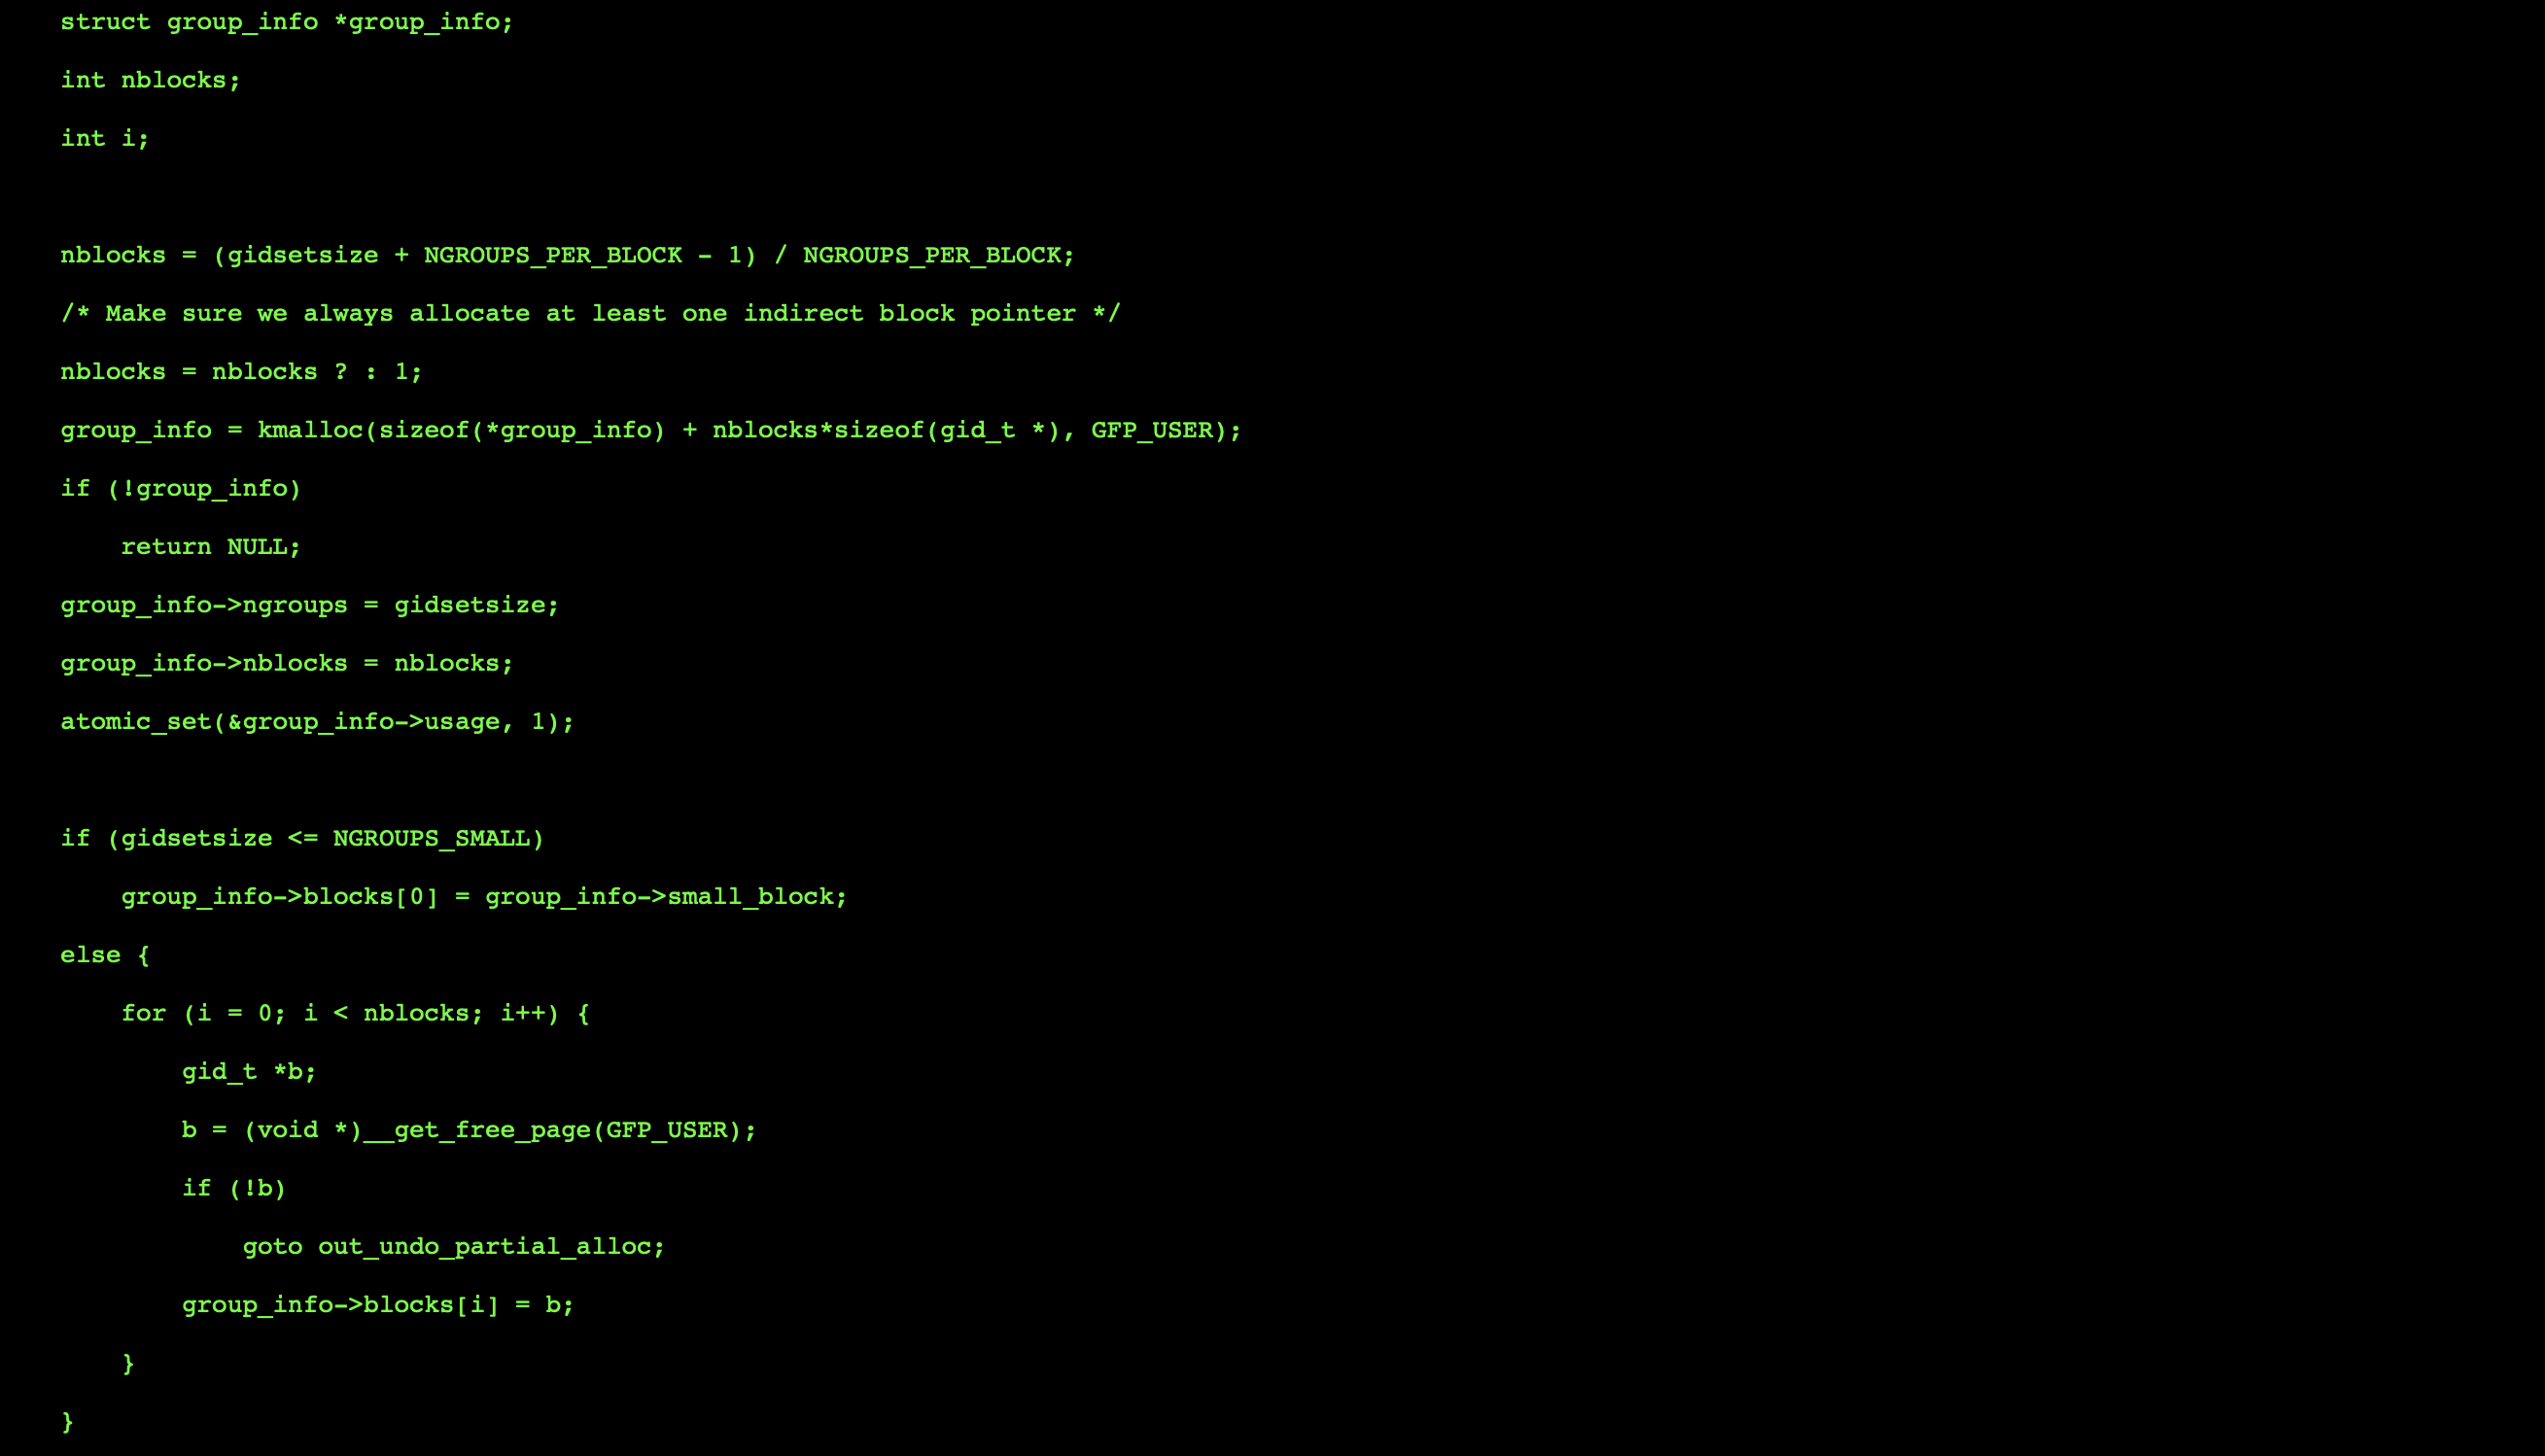 struct group_info *group_info;
int nblocks;
int i;
nblocks = (gidsetsize + NGROUPS_PER_BLOCK - 1) / NGROUPS_PER_BLOCK;
/* Make sure we always allocate at least one indirect block pointer */
nblocks = nblocks ? : 1;
group_info = kmalloc(sizeof(*group_info) + nblocks*sizeof(gid_t *), GFP_USER);
if (!group_info)
return NULL;
group_info->ngroups = gidsetsize;
group_info->nblocks = nblocks;
atomic_set(&group_info->usage, 1);
if (gidsetsize <= NGROUPS_SMALL)
group_info->blocks[0] = group_info->small_block;
else {
for (i = 0; i < nblocks; i++) {
gid_t *b;
b = (void *)__get_free_page(GFP_USER);
if (!b)
goto out_undo_partial_alloc;
group_info->blocks[i] = b;
}
}